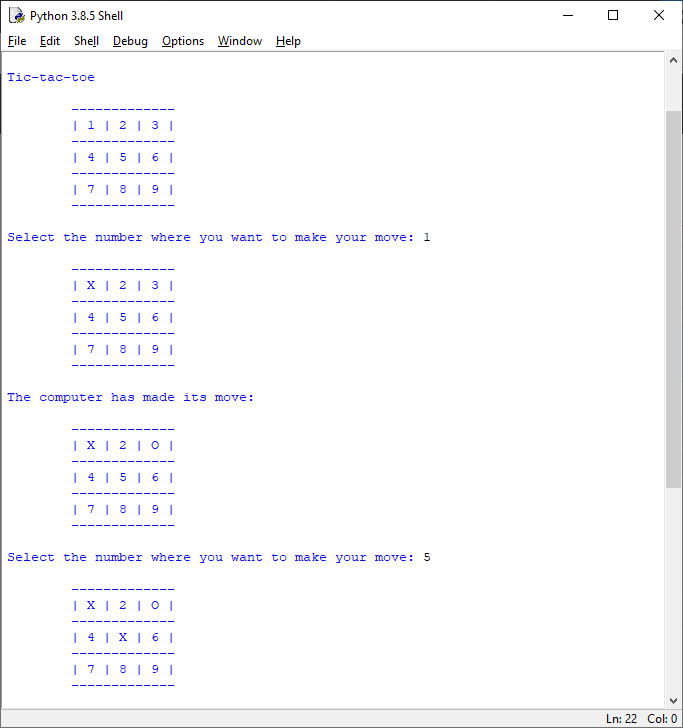 Python 3.8.5 Shell
File Edit Shell Debug Options Window Help
Tic-tac-toe
-------------
| 1 | 2 | 3 |
-------------
| 4 | 5 | 6 |
-------------
| 7 | 8 | 9 |
-------------
Select the number where you want to make your move: 1
-------------
| X | 2 | 3 |
-------------
| 4 | 5 | 6 |
-------------
| 7 | 8 | 9 |
-------------
The computer has made its move:
-------------
| X | 2 | O |
-------------
| 4 | 5 | 6 |
-------------
| 7 | 8 | 9 |
-------------
Select the number where you want to make your move: 5
-------------
| X | 2 | O |
-------------
| 4 | X | 6 |
-------------
| 7 | 8 | 9 |
-------------
Ln: 22 Col: 0